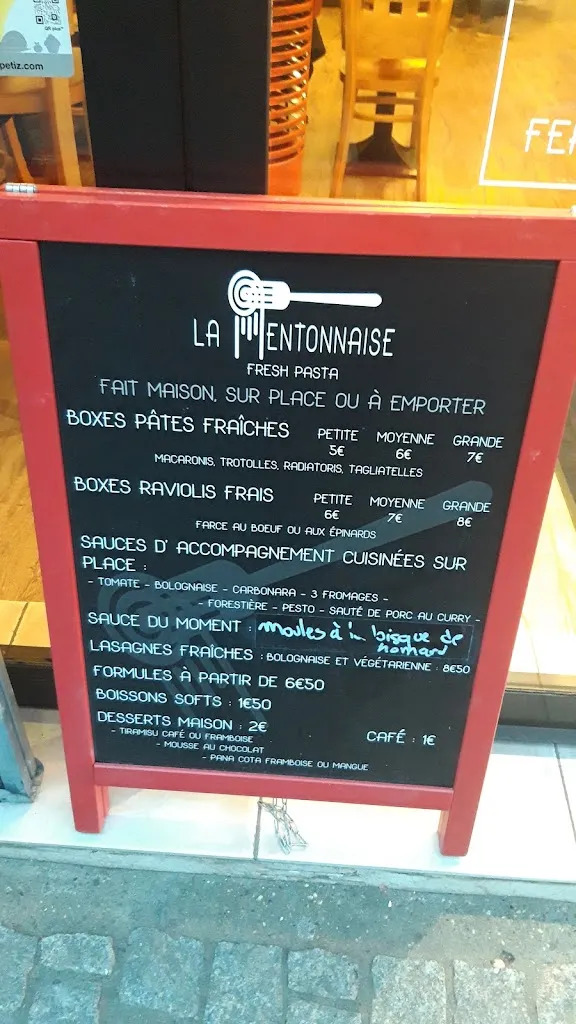 petiz.com
FE
LA MENTONNAISE
FRESH PASTA
FAIT MAISON, SUR PLACE OU À EMPORTER
BOXES PÂTES FRAÎCHES PETITE MOYENNE GRANDE
5€ 6€ 7€
MACARONIS, TROTOLLES, RADIATORIS, TAGLIATELLES
BOXES RAVIOLIS FRAIS PETITE MOYENNE GRANDE
6€ 7€ 8€
FARCE AU BOEUF OU AUX ÉPINARDS
SAUCES D' ACCOMPAGNEMENT CUISINÉES SUR
PLACE :
- TOMATE - BOLOGNAISE - CARBONARA - 3 FROMAGES -
- FORESTIÈRE - PESTO - SAUTÉ DE PORC AU CURRY -
SAUCE DU MOMENT : moules à la bisque de
homard
LASAGNES FRAÎCHES : BOLOGNAISE ET VÉGÉTARIENNE : 8€50
FORMULES À PARTIR DE 6€50
BOISSONS SOFTS : 1€50
DESSERTS MAISON : 2€ CAFÉ : 1€
- TIRAMISU CAFÉ OU FRAMBOISE
- MOUSSE AU CHOCOLAT
- PANA COTA FRAMBOISE OU MANGUE